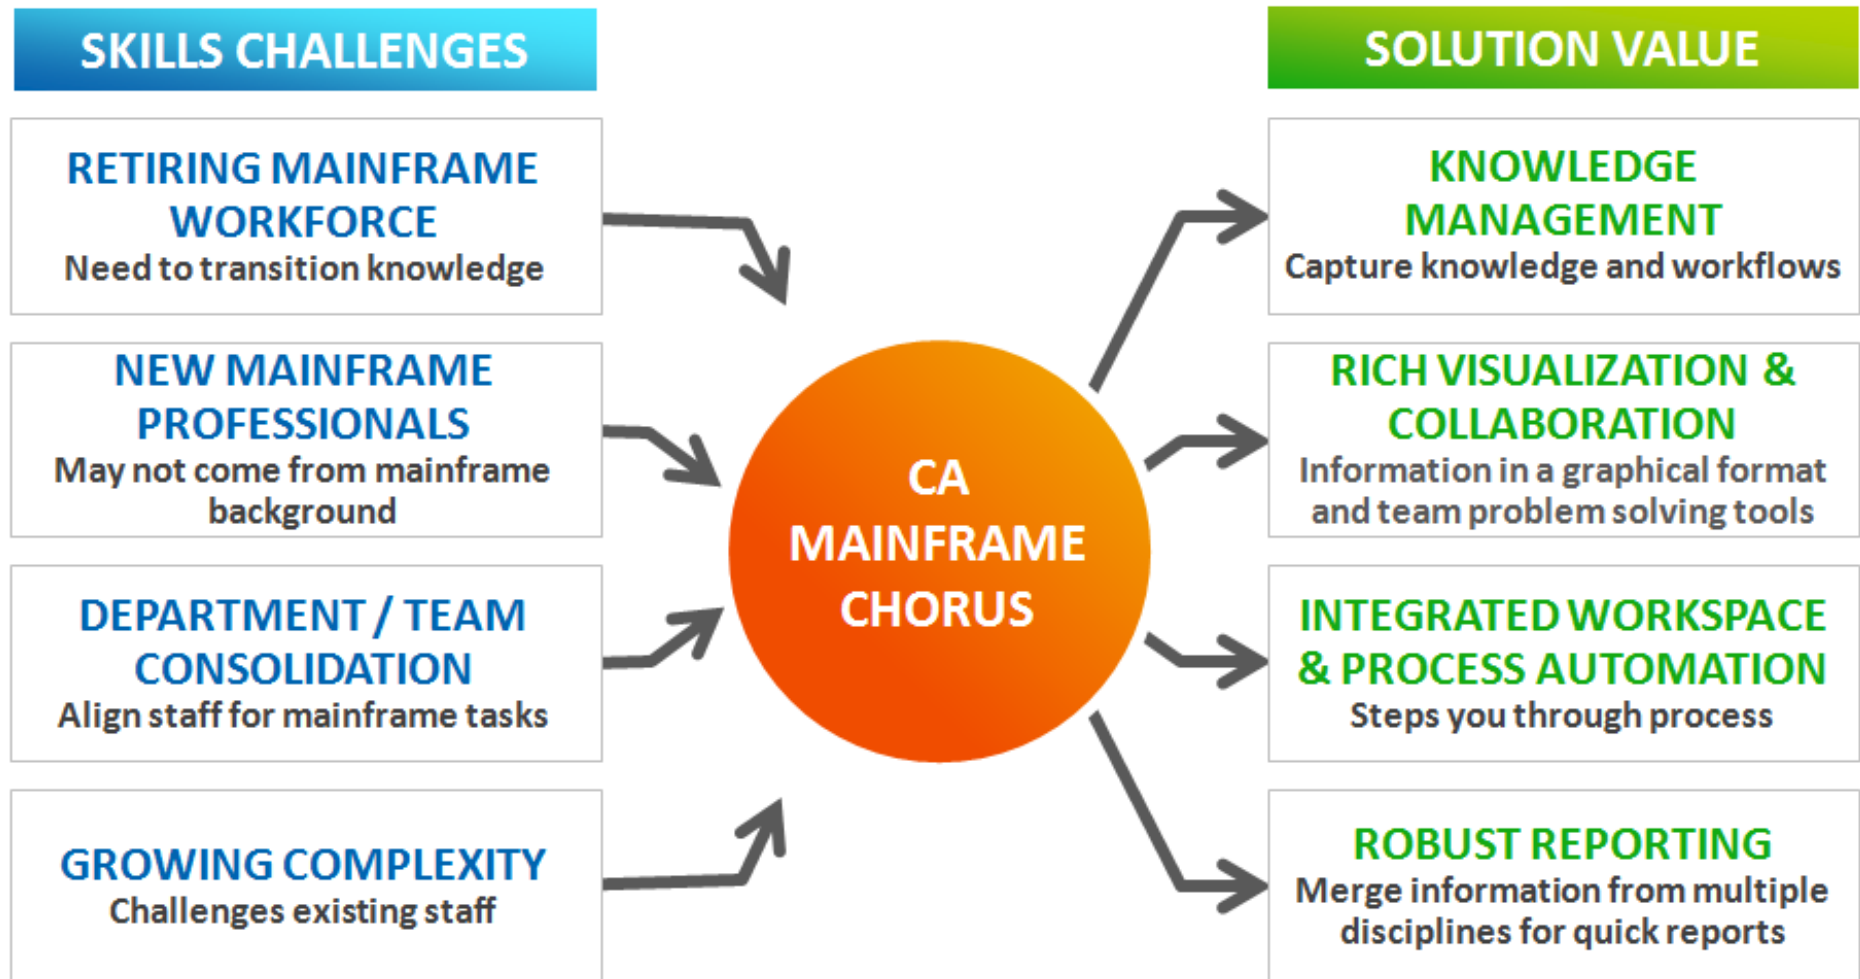 SKILLS CHALLENGES
RETIRING MAINFRAME
WORKFORCE
Need to transition knowledge
NEW MAINFRAME
PROFESSIONALS
May not come from mainframe
background
DEPARTMENT / TEAM
CONSOLIDATION
Align staff for mainframe tasks
GROWING COMPLEXITY
Challenges existing staff
CA
MAINFRAME
CHORUS
SOLUTION VALUE
KNOWLEDGE
MANAGEMENT
Capture knowledge and workflows
RICH VISUALIZATION &
COLLABORATION
Information in a graphical format
and team problem solving tools
INTEGRATED WORKSPACE
& PROCESS AUTOMATION
Steps you through process
ROBUST REPORTING
Merge information from multiple
disciplines for quick reports